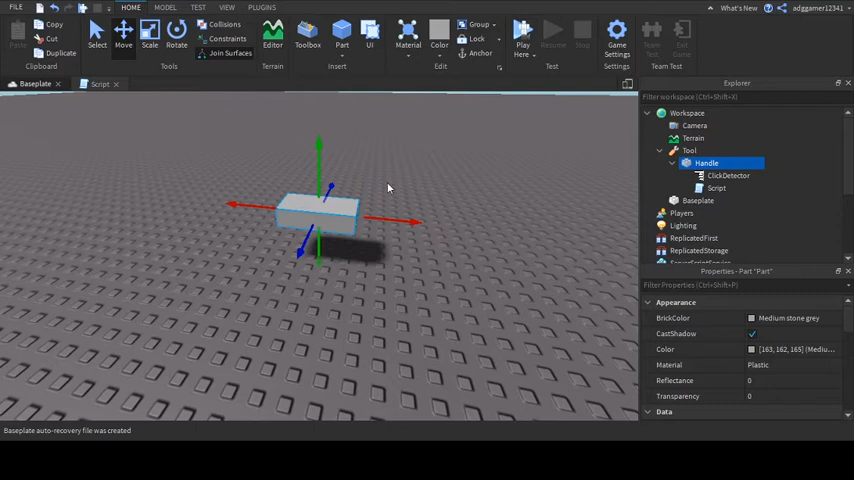 FILE HOME MODEL TEST VIEW PLUGINS What's New adggamer12341
Copy
Cut
Paste Duplicate
Clipboard
Select Move Scale Rotate
Collisions
Constraints
Join Surfaces
Tools
Editor
Terrain
Toolbox Part UI
Insert
Material Color
Group
Lock
Anchor
Edit
Play Here Resume Stop
Test
Game Settings
Settings
Team Test Exit Game
Team Test
Baseplate Script
Explorer
Filter workspace (Ctrl+Shift+X)
Workspace
Camera
Terrain
Tool
Handle
ClickDetector
Script
Baseplate
Players
Lighting
ReplicatedFirst
ReplicatedStorage
ServerScriptService
Properties - Part "Part"
Filter Properties (Ctrl+Shift+P)
Appearance
BrickColor Medium stone grey
CastShadow
Color [163, 162, 165] (Mediu...
Material Plastic
Reflectance 0
Transparency 0
Data
Baseplate auto-recovery file was created